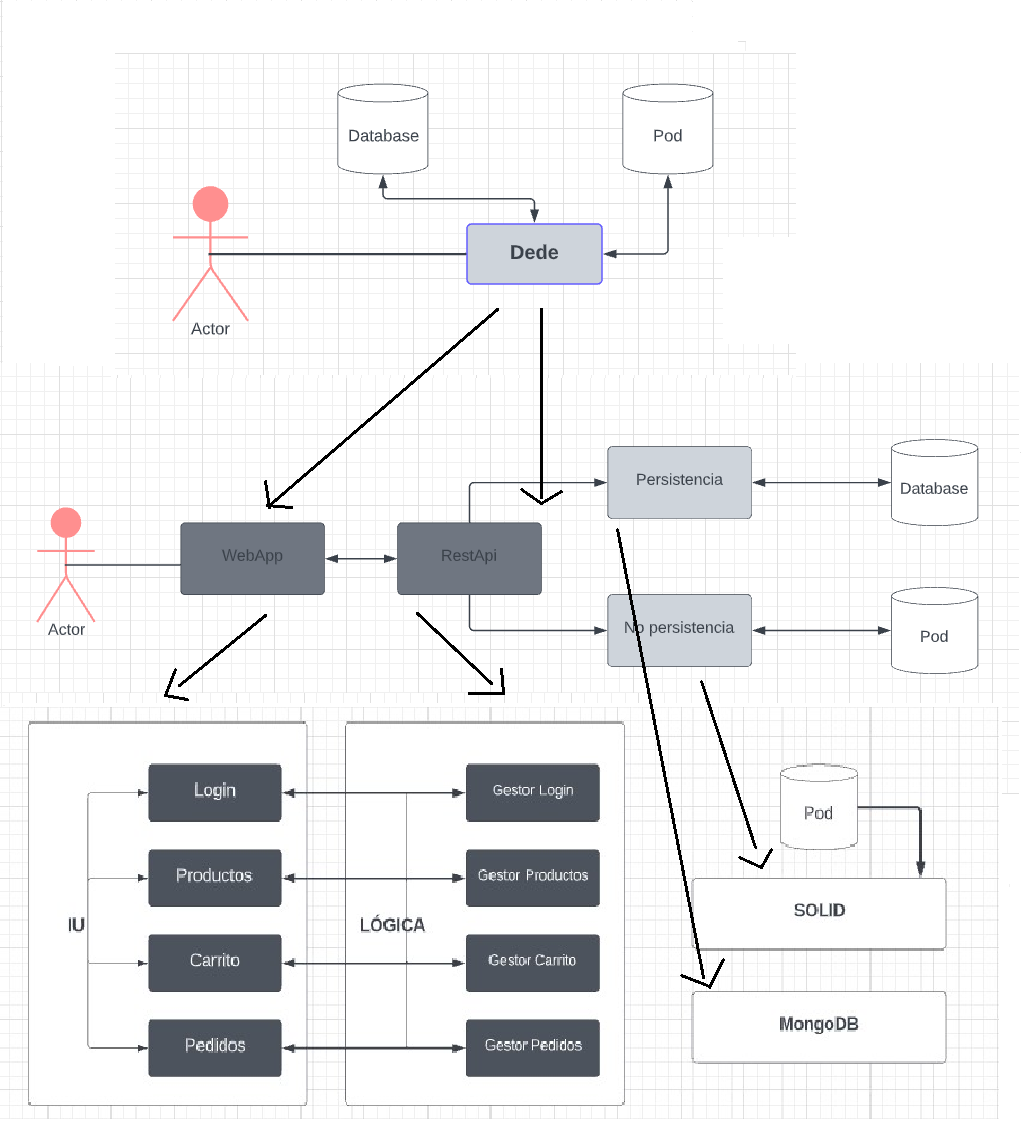 Database
Pod
Dede
Actor
Persistencia
Database
WebApp
RestApi
Actor
No persistencia
Pod
Login
Gestor Login
Pod
Productos
Gestor Productos
IU
LÓGICA
SOLID
Carrito
Gestor Carrito
MongoDB
Pedidos
Gestor Pedidos